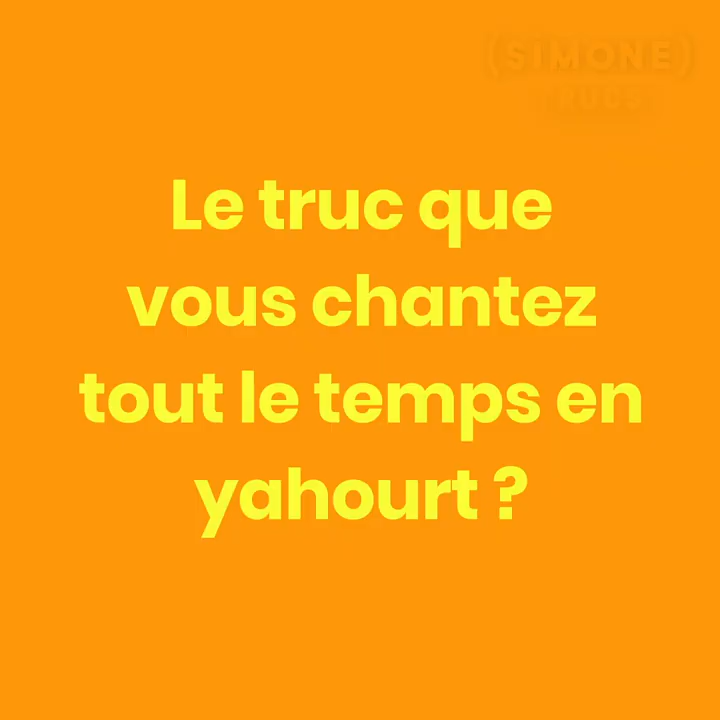 (SIMONE)
Le truc que
vous chantez
tout le temps en
yahourt ?